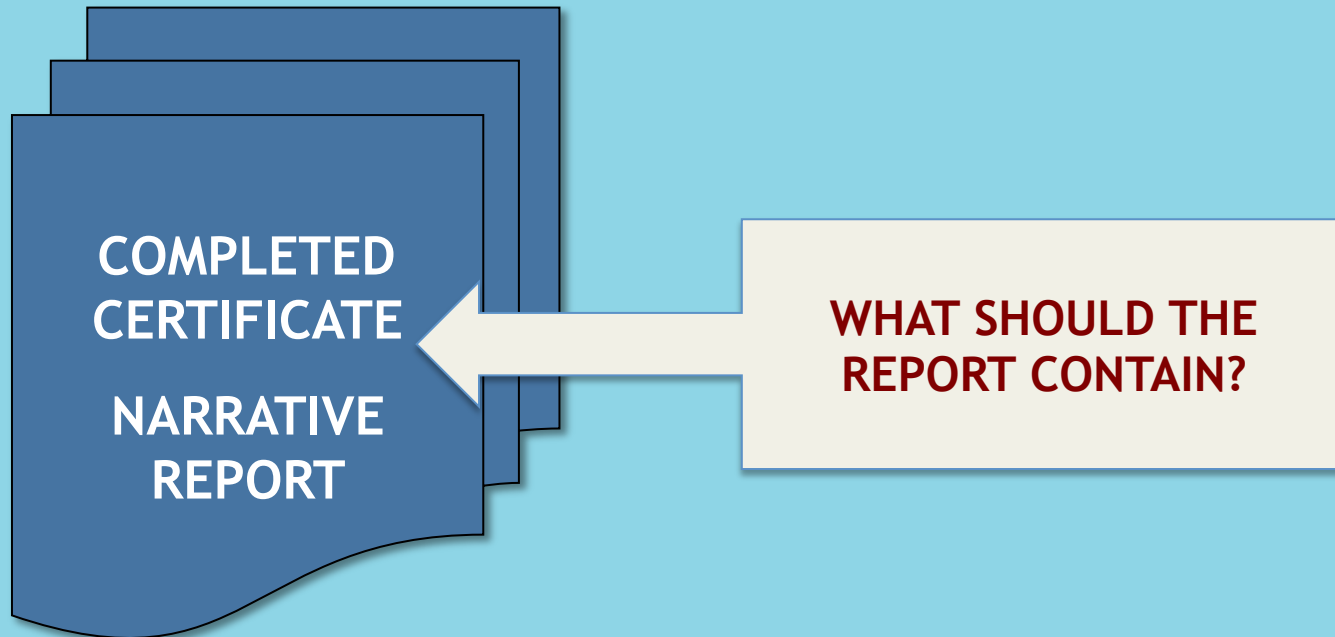 COMPLETED
CERTIFICATE
NARRATIVE
REPORT
WHAT SHOULD THE
REPORT CONTAIN?